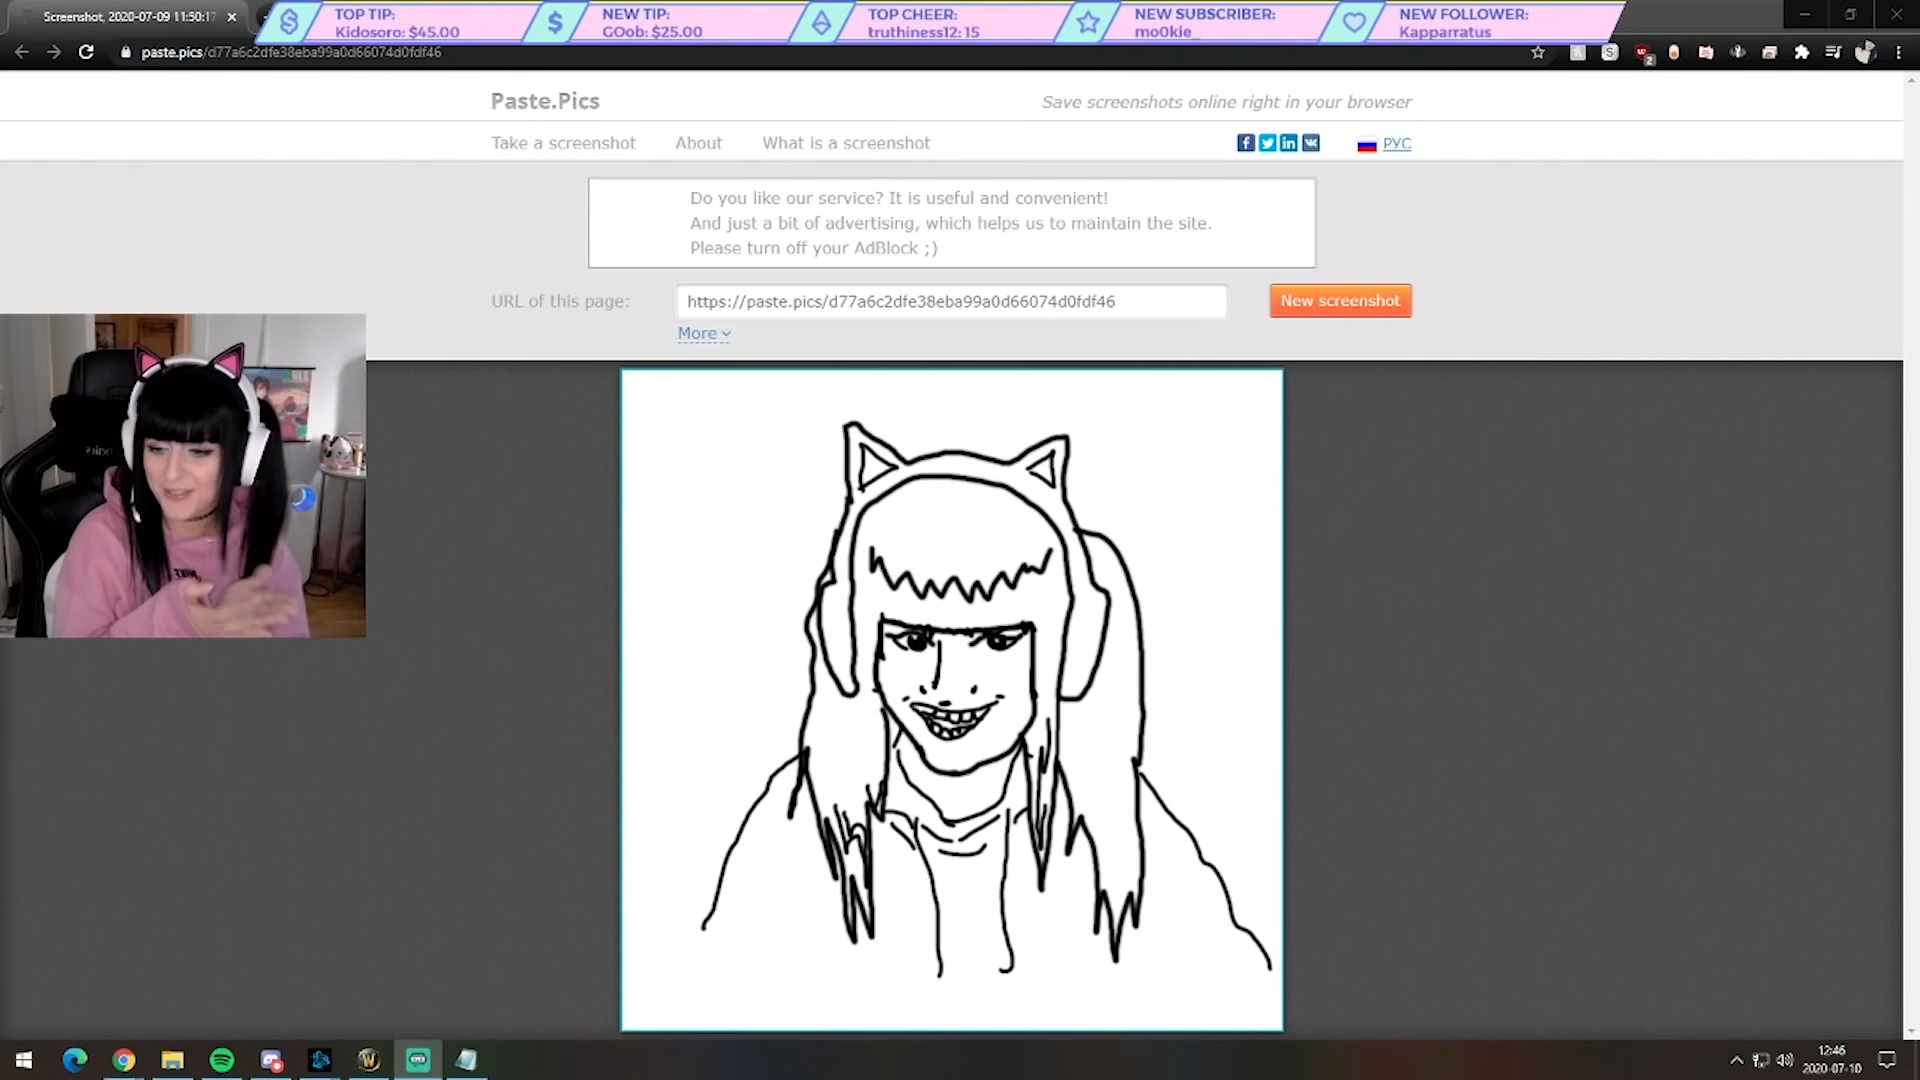 Screenshot, 2020-07-09 11:50:17
TOP TIP:
Kidosoro: $45.00
NEW TIP:
GOob: $25.00
TOP CHEER:
truthiness12: 15
NEW SUBSCRIBER:
mo0kie_
NEW FOLLOWER:
Kapparratus
paste.pics/d77a6c2dfe38eba99a0d66074d0fdf46
Paste.Pics
Save screenshots online right in your browser
Take a screenshot About What is a screenshot
РУС
Do you like our service? It is useful and convenient!
And just a bit of advertising, which helps us to maintain the site.
Please turn off your AdBlock ;)
URL of this page:
https://paste.pics/d77a6c2dfe38eba99a0d66074d0fdf46
New screenshot
More
12:46
2020-07-10